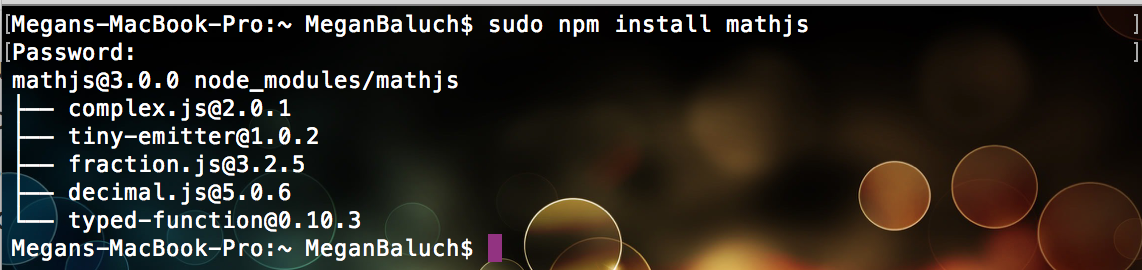 [Megans-MacBook-Pro:~ MeganBaluch$ sudo npm install mathjs ]
[Password: ]
mathjs@3.0.0 node_modules/mathjs
├── complex.js@2.0.1
├── tiny-emitter@1.0.2
├── fraction.js@3.2.5
├── decimal.js@5.0.6
└── typed-function@0.10.3
Megans-MacBook-Pro:~ MeganBaluch$